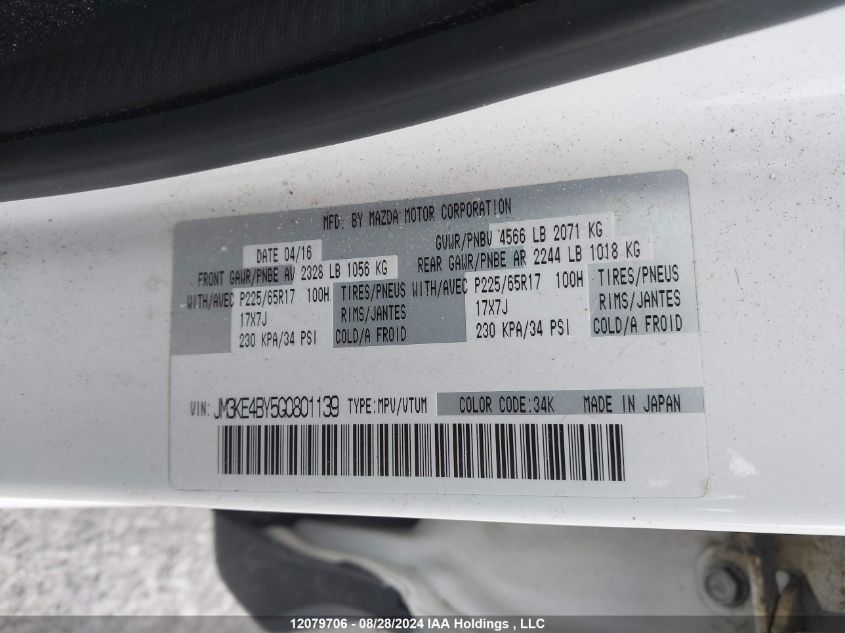 MFD. BY MAZDA MOTOR CORPORATION
DATE 04/16 GVWR/PNBV 4566 LB 2071 KG
FRONT GAWR/PNBE AV 2328 LB 1056 KG REAR GAWR/PNBE AR 2244 LB 1018 KG
WITH/AVEC P225/65R17 100H TIRES/PNEUS WITH/AVEC P225/65R17 100H TIRES/PNEUS
17X7J RIMS/JANTES 17X7J RIMS/JANTES
230 KPA/34 PSI COLD/A FROID 230 KPA/34 PSI COLD/A FROID
VIN: JM3KE4BY5G0801139 TYPE:MPV/VTUM COLOR CODE:34K MADE IN JAPAN
12079706 - 08/28/2024 IAA Holdings , LLC